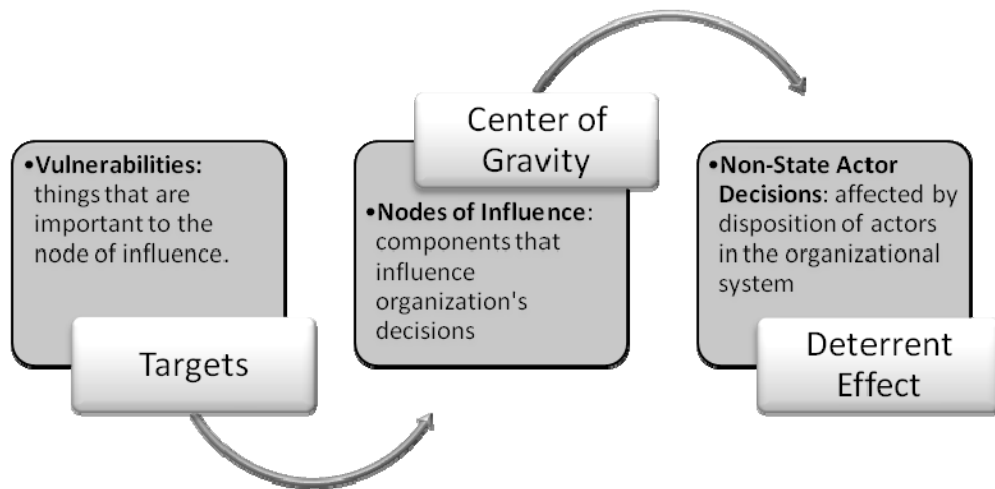 •Vulnerabilities:
things that are
important to the
node of influence.
Targets
Center of
Gravity
•Nodes of Influence:
components that
influence
organization's
decisions
•Non-State Actor
Decisions: affected by
disposition of actors
in the organizational
system
Deterrent
Effect